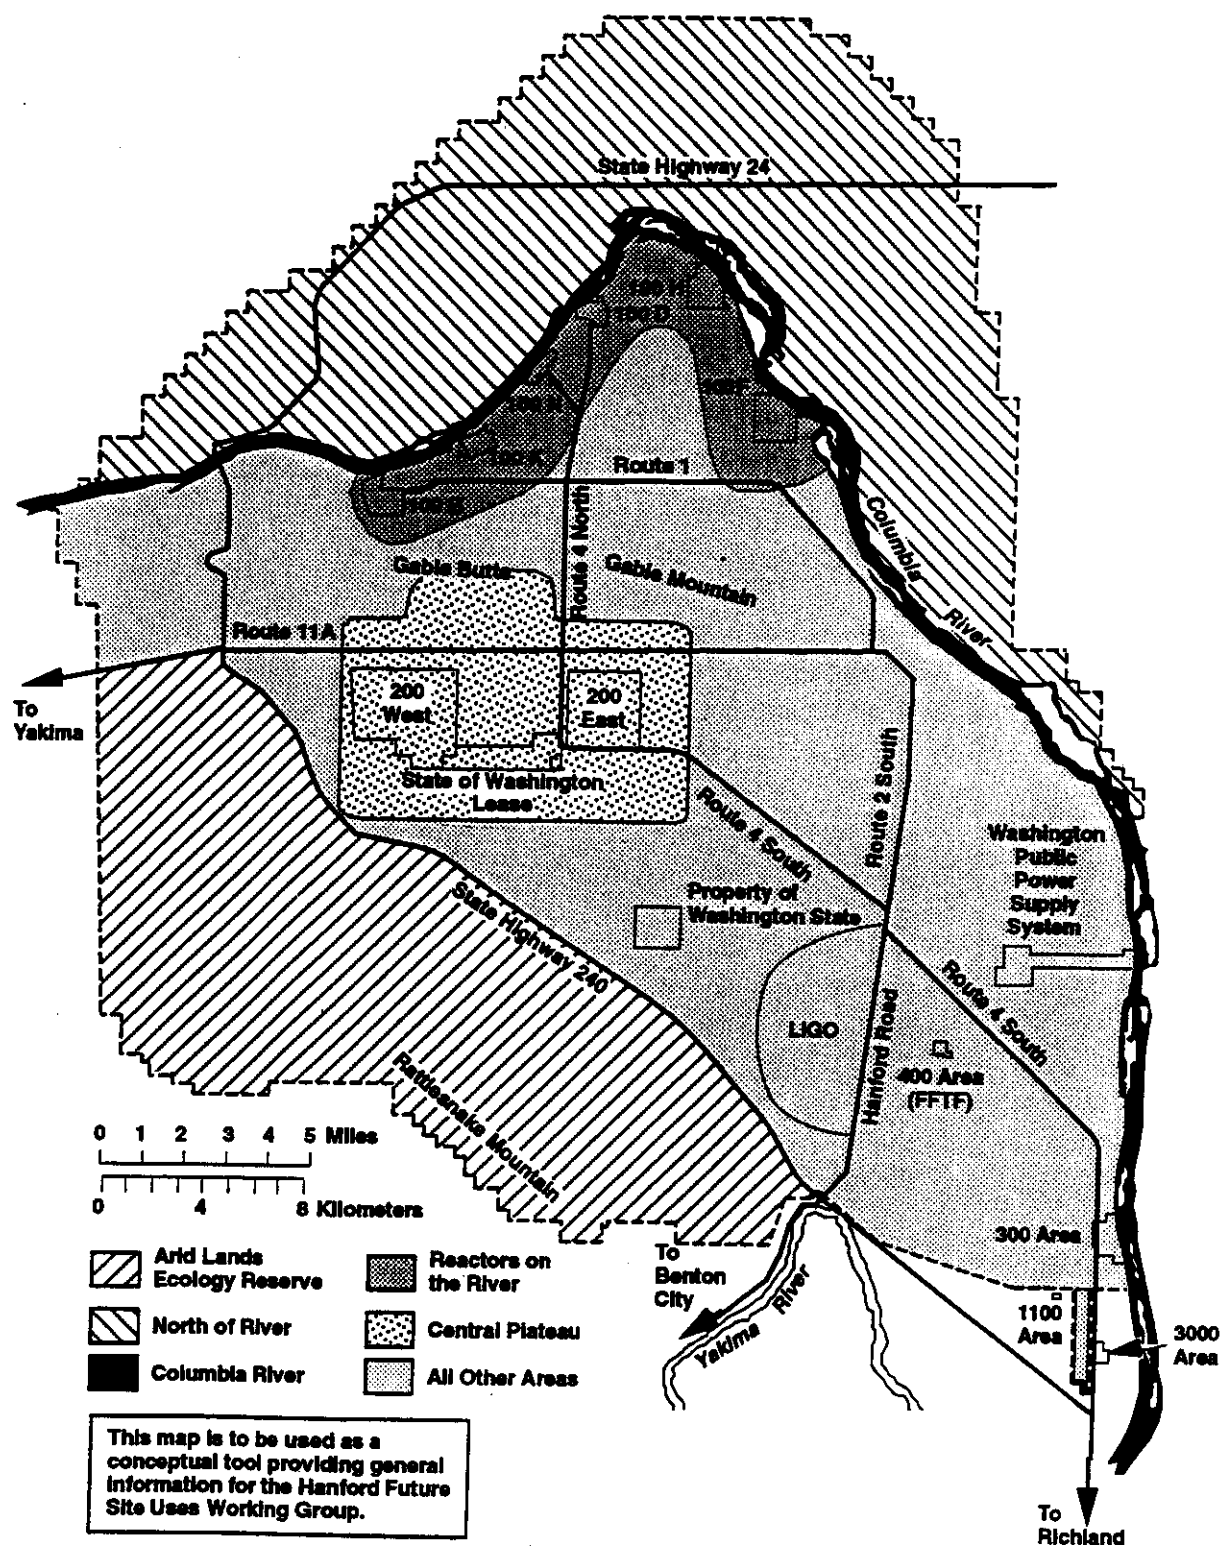 State Highway 24
100 H
100 D
100 F
100 N
100 K
100 B
Route 1
Columbia
River
Route 4 North
Gable Butte
Gable Mountain
Route 11A
To
Yakima
200
West
200
East
State of Washington
Lease
Route 4 South
Route 2 South
Washington
Public
Power
Supply
System
Property of
Washington State
State Highway 240
LIGO
Hanford Road
Route 4 South
400 Area
(FFTF)
Rattlesnake Mountain
0 1 2 3 4 5 Miles
0 4 8 Kilometers
300 Area
To
Benton
City
Yakima River
1100
Area
3000
Area
Arid Lands
Ecology Reserve
North of River
Columbia River
Reactors on
the River
Central Plateau
All Other Areas
This map is to be used as a
conceptual tool providing general
information for the Hanford Future
Site Uses Working Group.
To
Richland